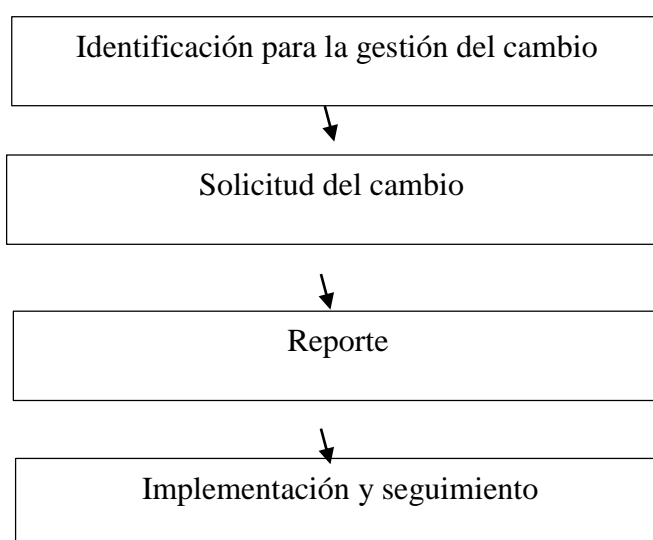 Identificación para la gestión del cambio
Solicitud del cambio
Reporte
Implementación y seguimiento